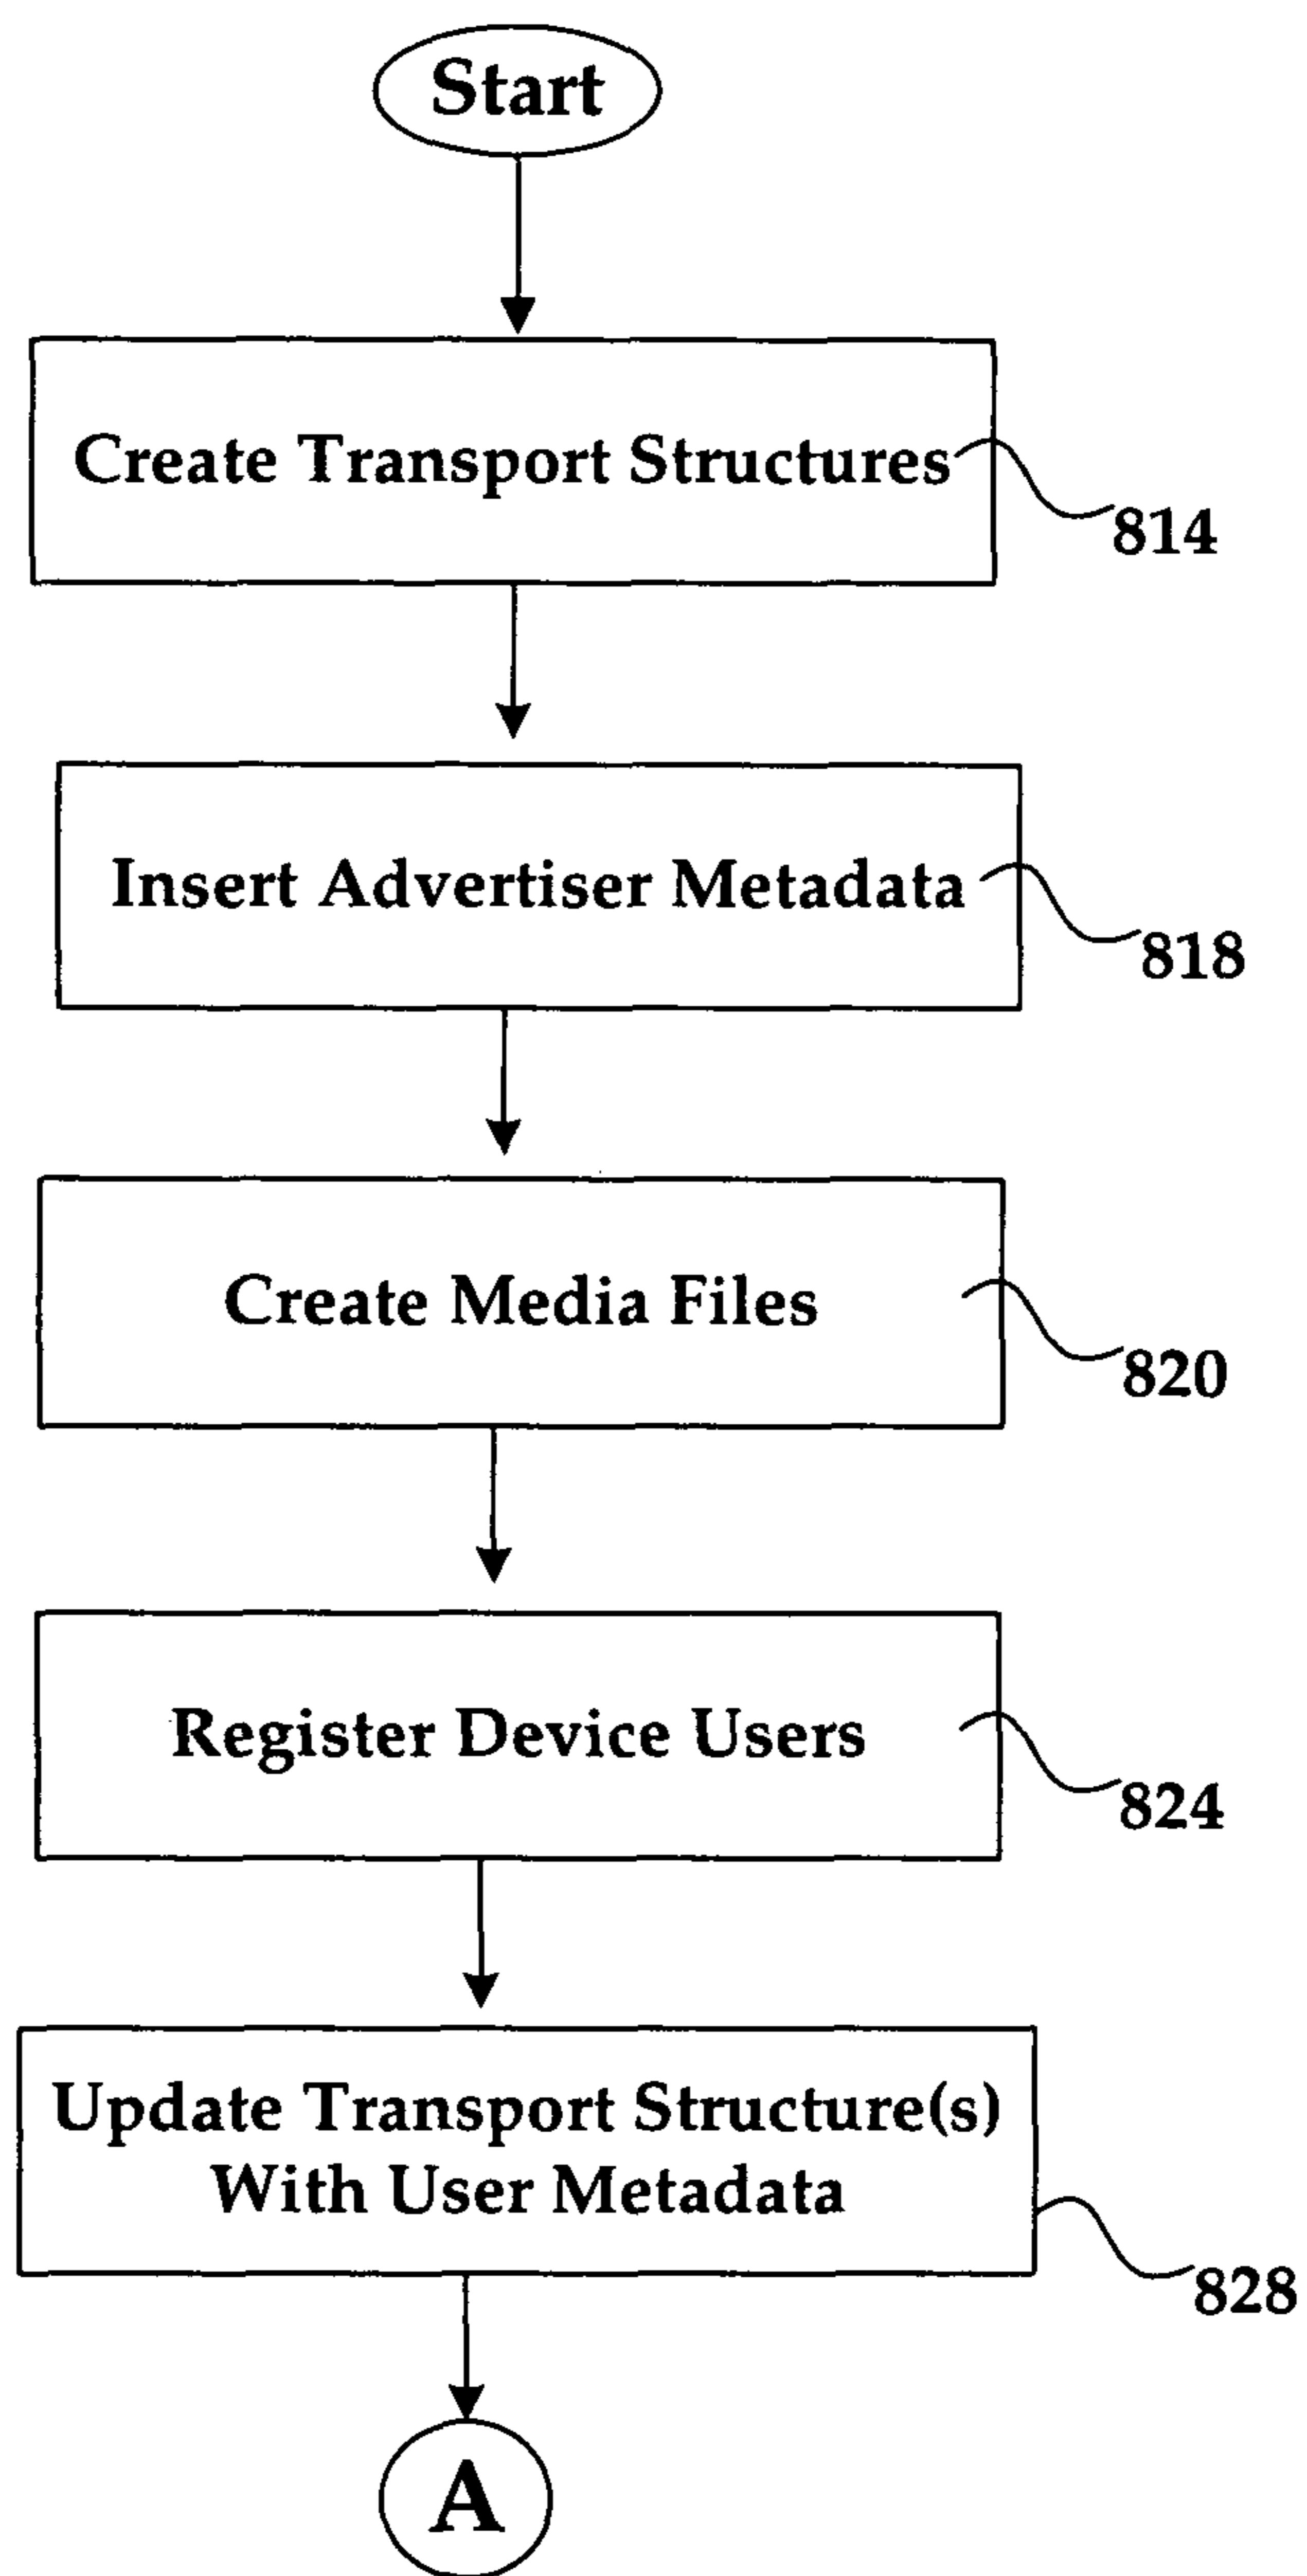 Start
Create Transport Structures
814
Insert Advertiser Metadata
818
Create Media Files
820
Register Device Users
824
Update Transport Structure(s)
With User Metadata
828
A